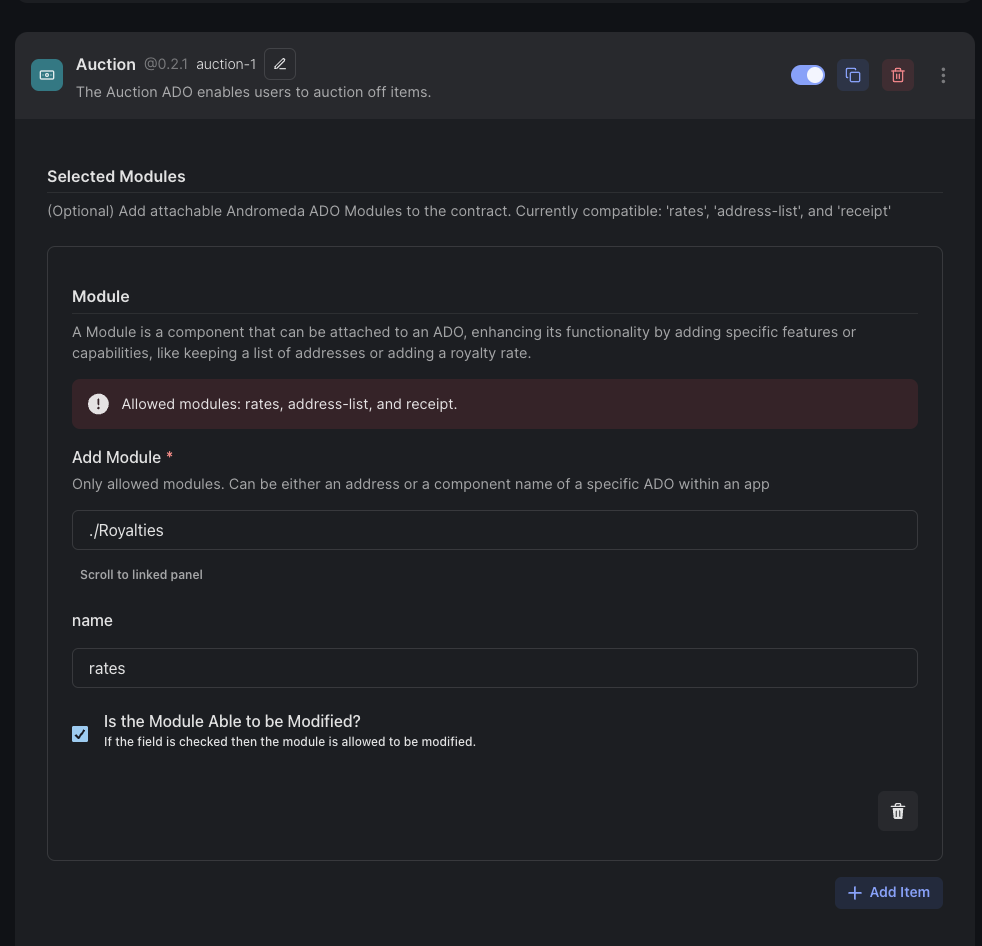 Auction @0.2.1 auction-1
The Auction ADO enables users to auction off items.
Selected Modules
(Optional) Add attachable Andromeda ADO Modules to the contract. Currently compatible: 'rates', 'address-list', and 'receipt'
Module
A Module is a component that can be attached to an ADO, enhancing its functionality by adding specific features or
capabilities, like keeping a list of addresses or adding a royalty rate.
Allowed modules: rates, address-list, and receipt.
Add Module *
Only allowed modules. Can be either an address or a component name of a specific ADO within an app
./Royalties
Scroll to linked panel
name
rates
Is the Module Able to be Modified?
If the field is checked then the module is allowed to be modified.
Add Item